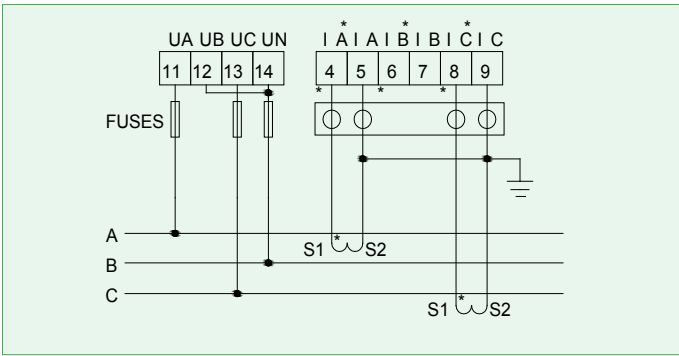 UA UB UC UN
* *
I A I A I B I B I C I C
11 12 13 14
4 5 6 7 8 9
* * *
FUSES
A
S1 * S2
B
C
S1 * S2